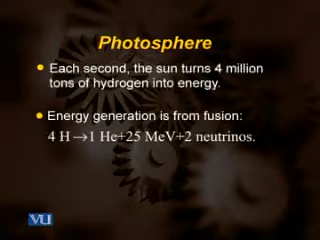 Photosphere
• Each second, the sun turns 4 million
tons of hydrogen into energy.
• Energy generation is from fusion:
4 H →1 He+25 MeV+2 neutrinos.
VU